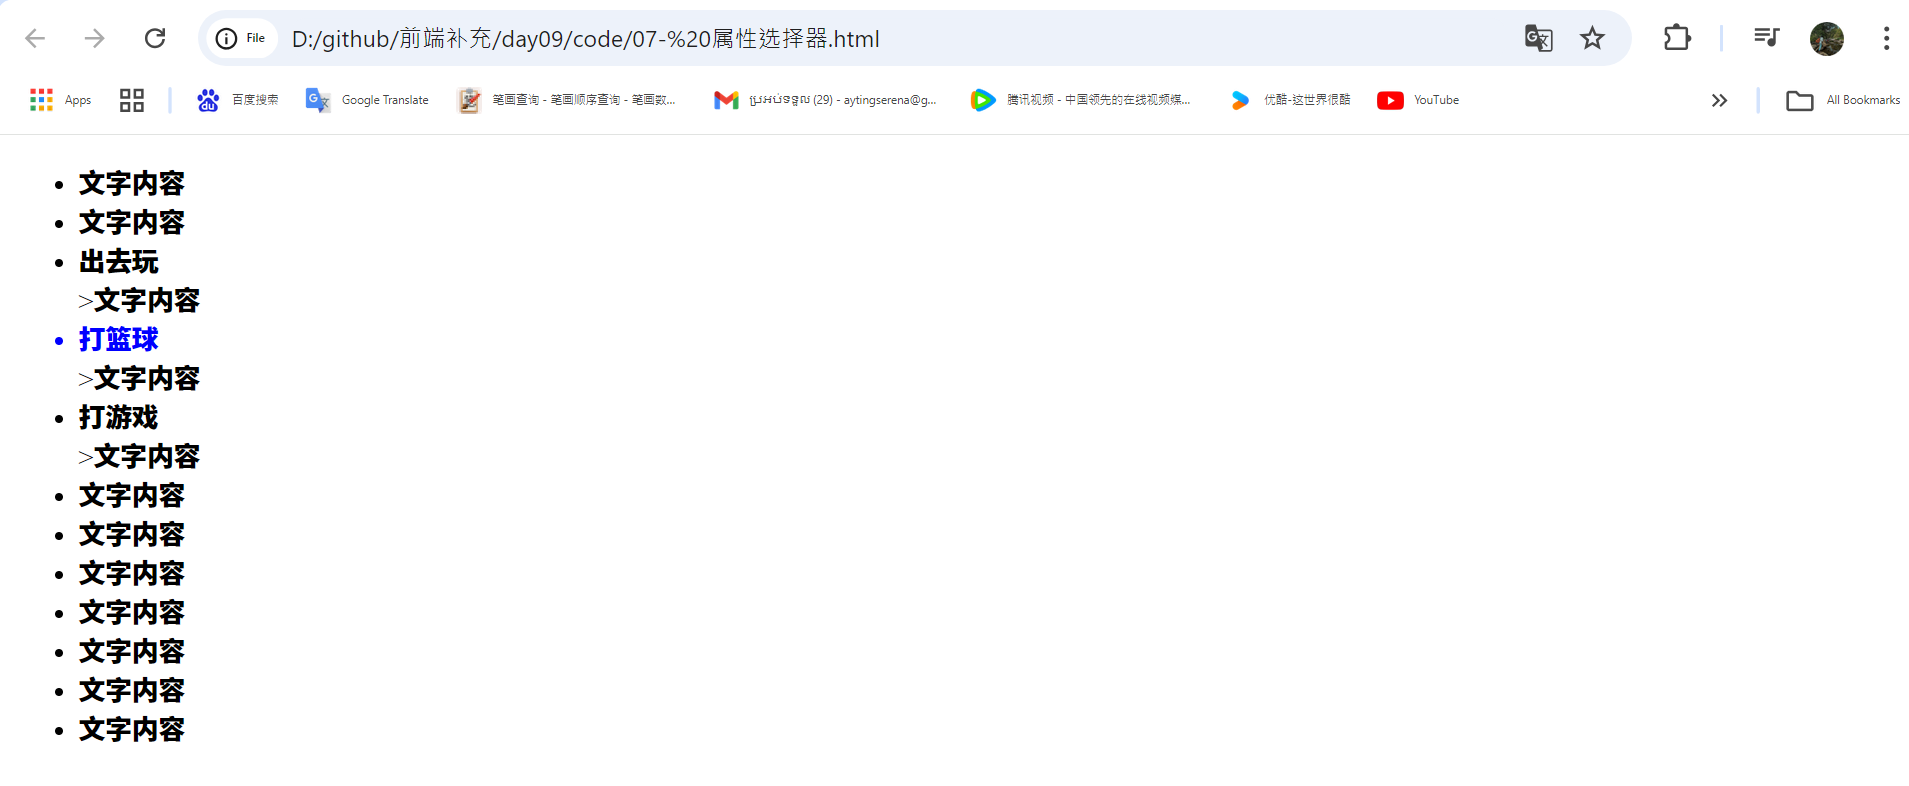 File D:/github/前端补充/day09/code/07-%20属性选择器.html
Apps 百度搜索 Google Translate 笔画查询 - 笔画顺序查询 - 笔画数... ប្រអប់ទទួល (29) - aytingserena@g... 腾讯视频 - 中国领先的在线视频媒... 优酷-这世界很酷 YouTube All Bookmarks
文字内容
文字内容
出去玩
>文字内容
打篮球
>文字内容
打游戏
>文字内容
文字内容
文字内容
文字内容
文字内容
文字内容
文字内容
文字内容